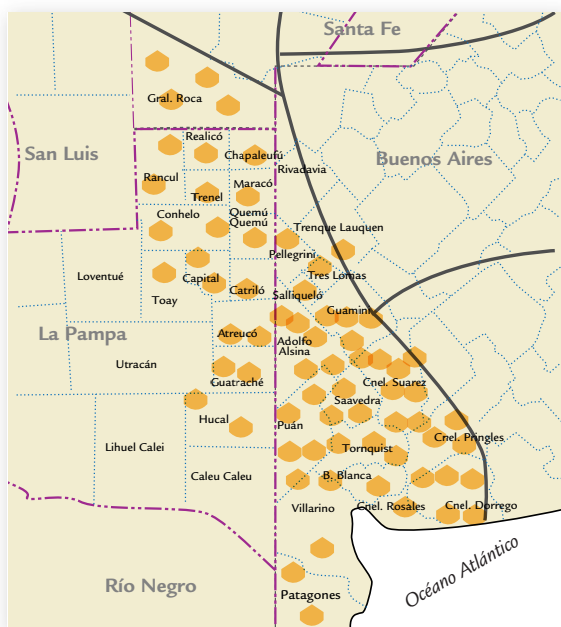 Santa Fe
Gral. Roca
Realicó
San Luis
Chapaleufú
Buenos Aires
Rivadavia
Rancul
Maracó
Trenel
Conhelo
Quemú
Quemú
Trenque Lauquen
Pellegrini
Loventué
Capital
Tres Lomas
Catriló
Salliqueló
Toay
Guamini
La Pampa
Atreucó
Adolfo
Alsina
Utracán
Guatraché
Cnel. Suarez
Saavedra
Hucal
Puán
Cnel. Pringles
Lihuel Calei
Tornquist
Caleu Caleu
B. Blanca
Villarino
Cnel. Rosales
Cnel. Dorrego
Océano Atlántico
Río Negro
Patagones